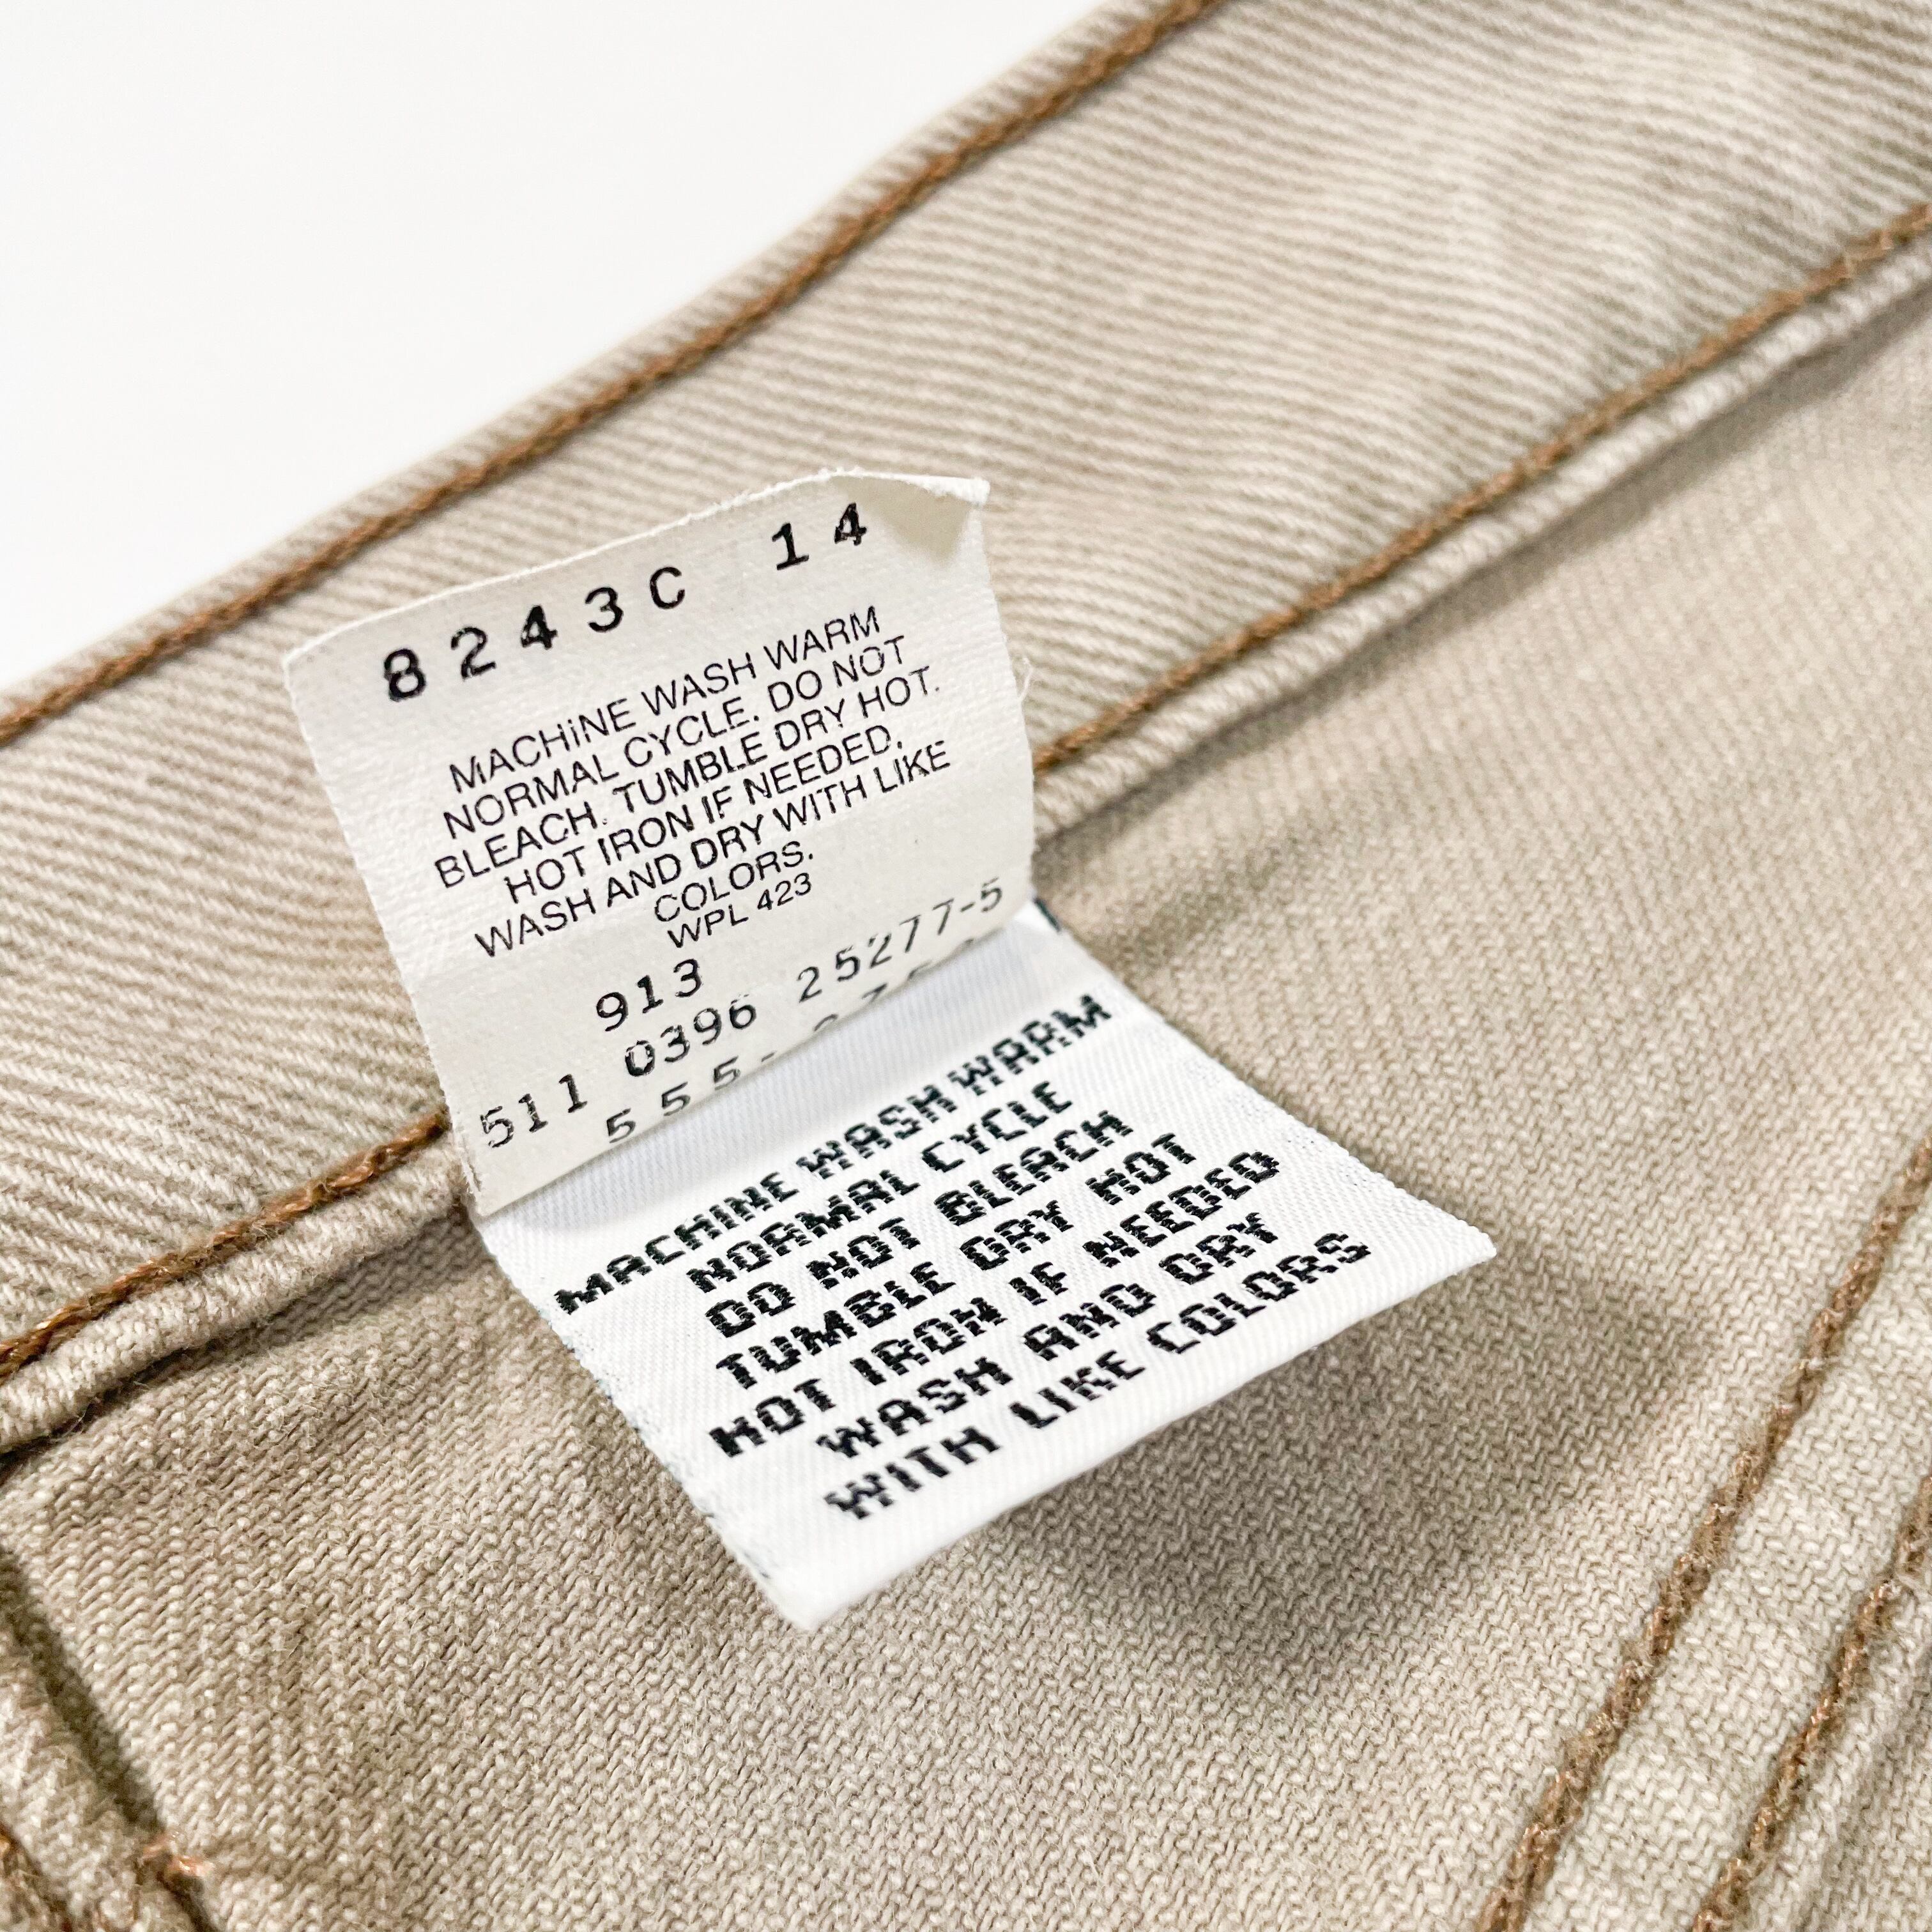 8243C 14
MACHINE WASH WARM
NORMAL CYCLE. DO NOT
BLEACH. TUMBLE DRY HOT.
HOT IRON IF NEEDED.
WASH AND DRY WITH LIKE
COLORS.
WPL 423
913
511 0396 25277-5
555-
MACHINE WASH WARM
NORMAL CYCLE
DO NOT BLEACH
TUMBLE DRY HOT
HOT IRON IF NEEDED
WASH AND DRY
WITH LIKE COLORS